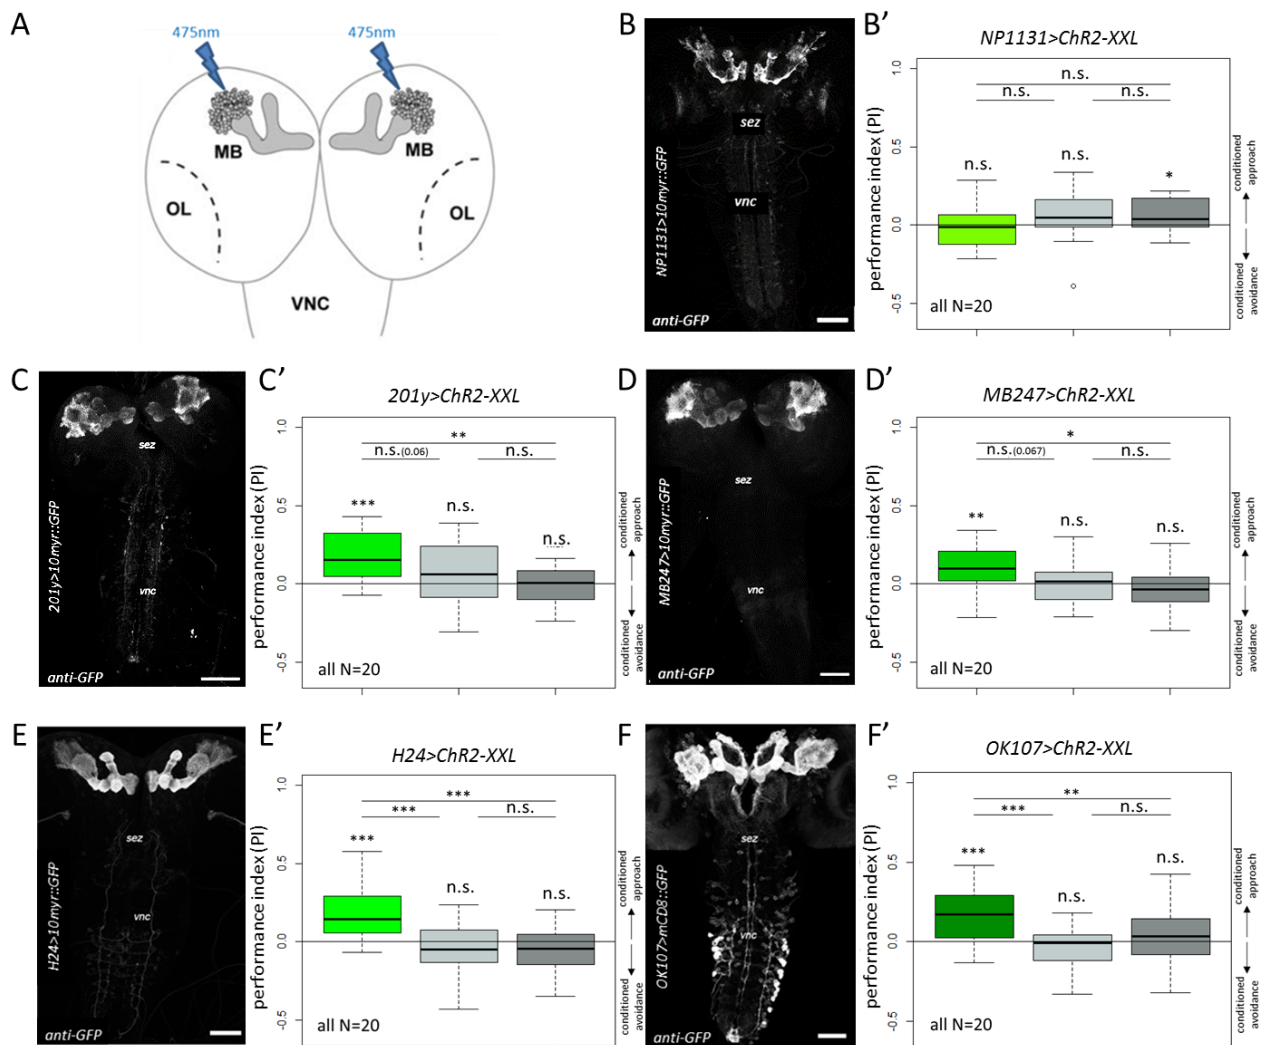 A
475nm
475nm
MB
MB
OL
OL
VNC
B
NP1131>10myr::GFP
sez
vnc
anti-GFP
B'
NP1131>ChR2-XXL
performance index (PI)
1.0
0.5
0.0
-0.5
n.s.
n.s.
n.s.
n.s.
n.s.
*
all N=20
conditioned
approach
conditioned
avoidance
C
201y>10myr::GFP
sez
vnc
anti-GFP
C'
201y>ChR2-XXL
performance index (PI)
1.0
0.5
0.0
-0.5
**
n.s.(0.06)
n.s.
***
n.s.
n.s.
all N=20
conditioned
approach
conditioned
avoidance
D
MB247>10myr::GFP
sez
vnc
anti-GFP
D'
MB247>ChR2-XXL
performance index (PI)
1.0
0.5
0.0
-0.5
*
n.s.(0.067)
n.s.
**
n.s.
n.s.
all N=20
conditioned
approach
conditioned
avoidance
E
H24>10myr::GFP
sez
vnc
anti-GFP
E'
H24>ChR2-XXL
performance index (PI)
1.0
0.5
0.0
-0.5
***
***
n.s.
***
n.s.
n.s.
all N=20
conditioned
approach
conditioned
avoidance
F
OK107>mCD8::GFP
sez
vnc
anti-GFP
F'
OK107>ChR2-XXL
performance index (PI)
1.0
0.5
0.0
-0.5
**
***
n.s.
***
n.s.
n.s.
all N=20
conditioned
approach
conditioned
avoidance